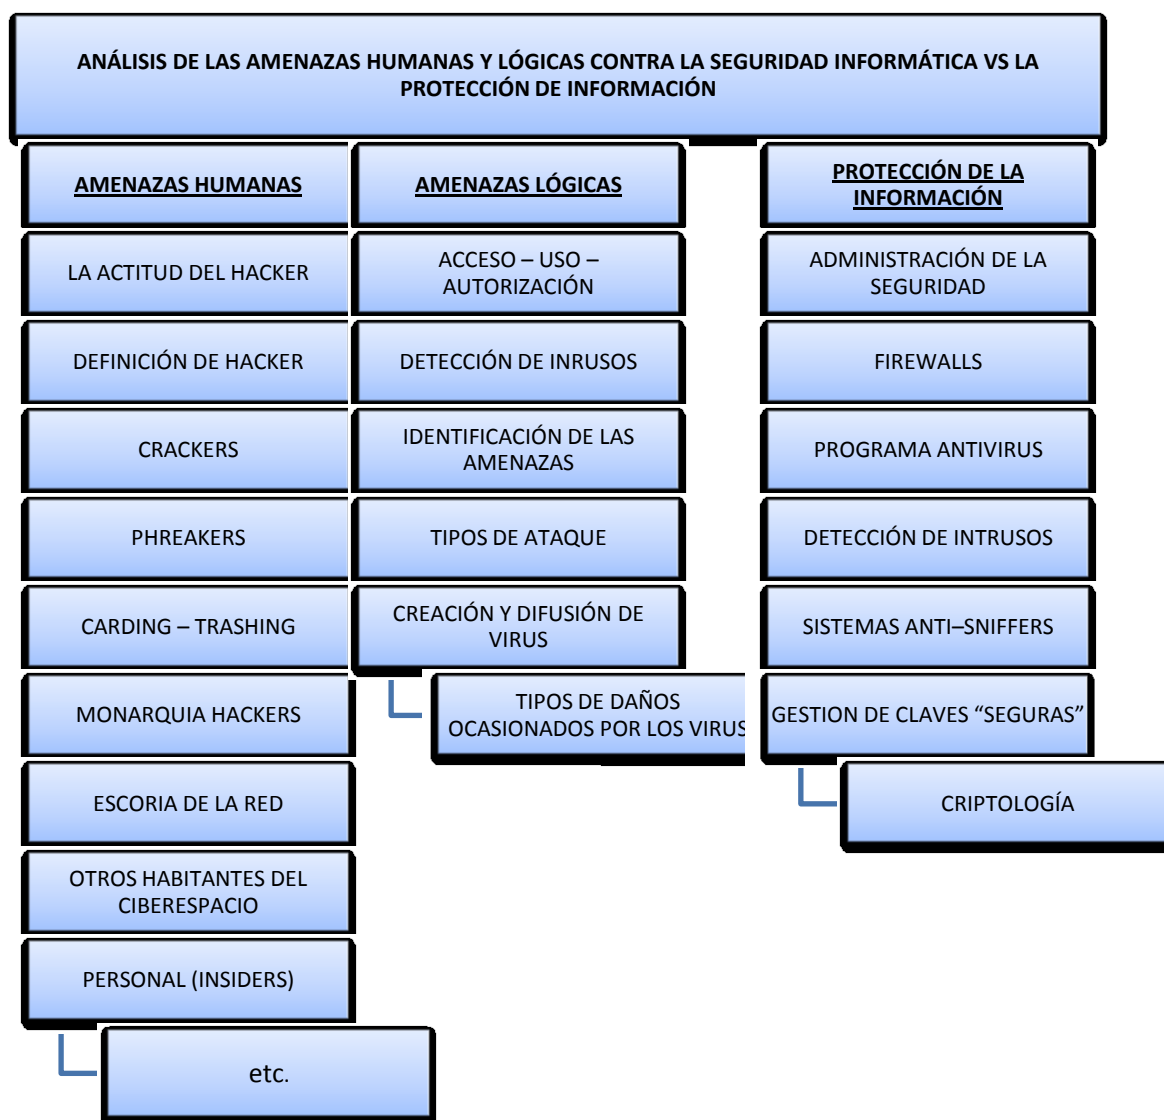 ANÁLISIS DE LAS AMENAZAS HUMANAS Y LÓGICAS CONTRA LA SEGURIDAD INFORMÁTICA VS LA
PROTECCIÓN DE INFORMACIÓN
AMENAZAS HUMANAS
LA ACTITUD DEL HACKER
DEFINICIÓN DE HACKER
CRACKERS
PHREAKERS
CARDING – TRASHING
MONARQUIA HACKERS
ESCORIA DE LA RED
OTROS HABITANTES DEL
CIBERESPACIO
PERSONAL (INSIDERS)
etc.
AMENAZAS LÓGICAS
ACCESO – USO –
AUTORIZACIÓN
DETECCIÓN DE INRUSOS
IDENTIFICACIÓN DE LAS
AMENAZAS
TIPOS DE ATAQUE
CREACIÓN Y DIFUSIÓN DE
VIRUS
TIPOS DE DAÑOS
OCASIONADOS POR LOS VIRUS
PROTECCIÓN DE LA
INFORMACIÓN
ADMINISTRACIÓN DE LA
SEGURIDAD
FIREWALLS
PROGRAMA ANTIVIRUS
DETECCIÓN DE INTRUSOS
SISTEMAS ANTI–SNIFFERS
GESTION DE CLAVES “SEGURAS”
CRIPTOLOGÍA